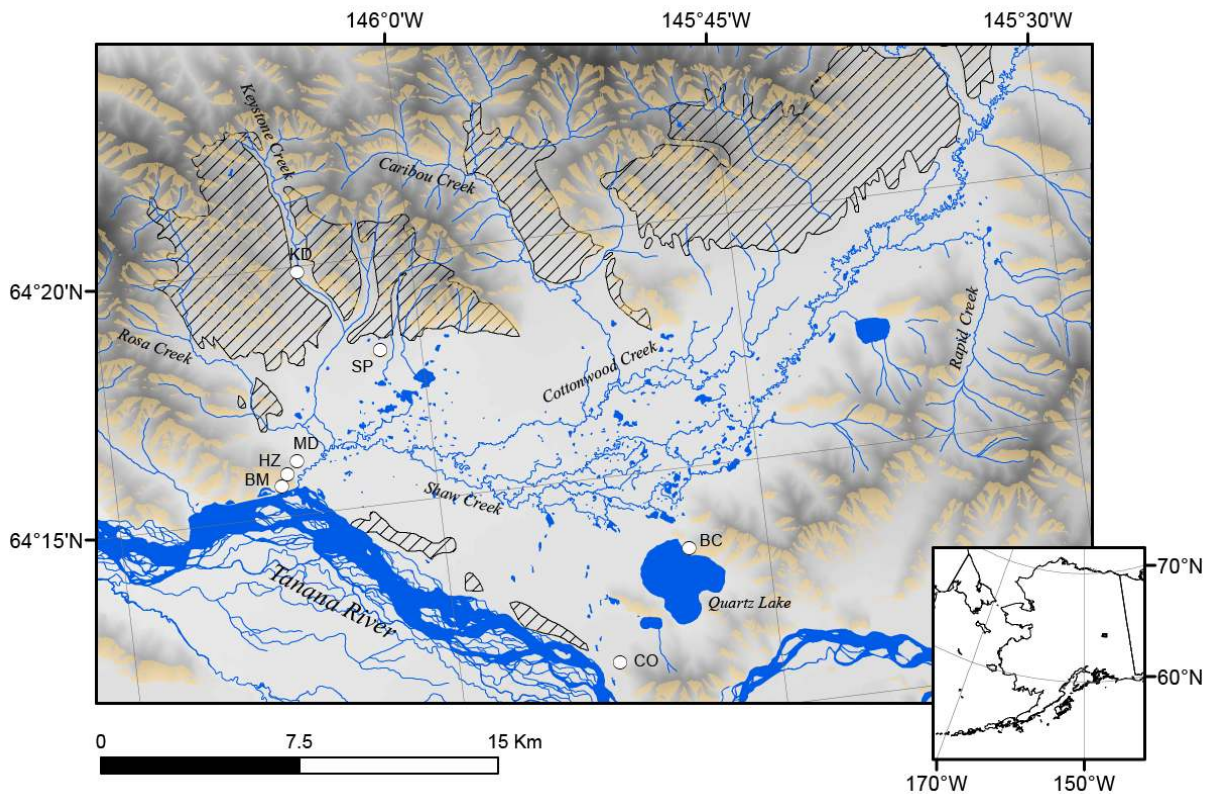 146°0'W
145°45'W
145°30'W
Keystone Creek
Caribou Creek
KD
64°20'N
Rosa Creek
SP
Rapid Creek
Cottonwood Creek
MD
HZ
BM
Shaw Creek
64°15'N
BC
Tanana River
Quartz Lake
70°N
CO
60°N
0
7.5
15 Km
170°W
150°W